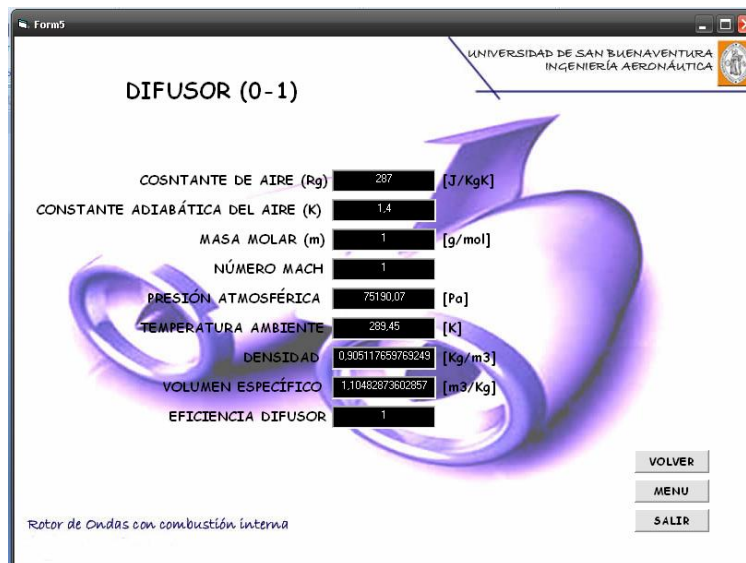 Form5
UNIVERSIDAD DE SAN BUENAVENTURA
INGENIERÍA AERONÁUTICA
DIFUSOR (0-1)
COSNTANTE DE AIRE (Rg) 287 [J/KgK]
CONSTANTE ADIABÁTICA DEL AIRE (K) 1,4
MASA MOLAR (m) 1 [g/mol]
NÚMERO MACH 1
PRESIÓN ATMOSFÉRICA 75190,07 [Pa]
TEMPERATURA AMBIENTE 289,45 [K]
DENSIDAD 0,905117659769249 [Kg/m3]
VOLUMEN ESPECÍFICO 1,10482873602857 [m3/Kg]
EFICIENCIA DIFUSOR 1
VOLVER
MENU
SALIR
Rotor de Ondas con combustión interna